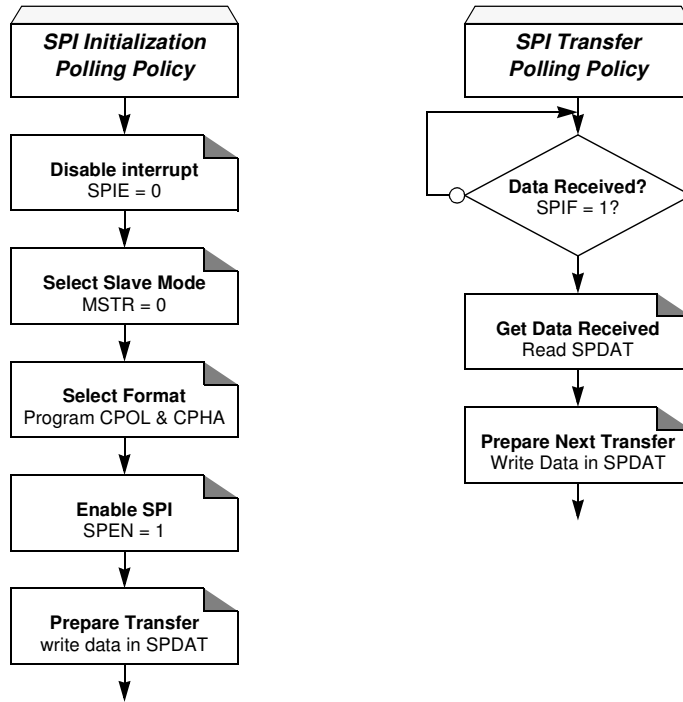 SPI Initialization
Polling Policy
Disable interrupt
SPIE = 0
Select Slave Mode
MSTR = 0
Select Format
Program CPOL & CPHA
Enable SPI
SPEN = 1
Prepare Transfer
write data in SPDAT
SPI Transfer
Polling Policy
Data Received?
SPIF = 1?
Get Data Received
Read SPDAT
Prepare Next Transfer
Write Data in SPDAT